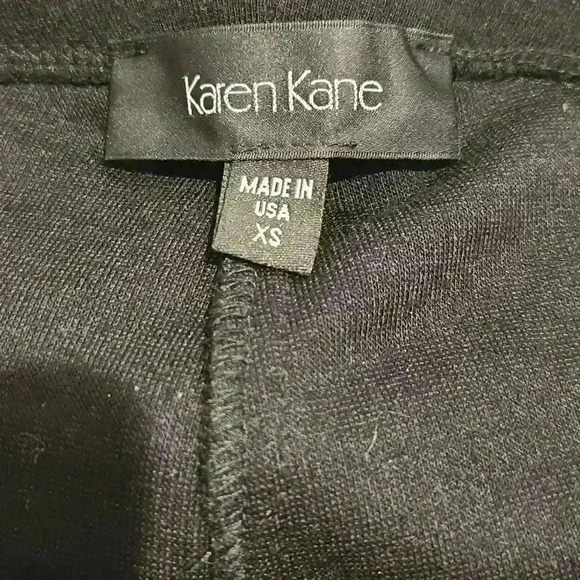 Karen Kane
MADE IN
USA
XS